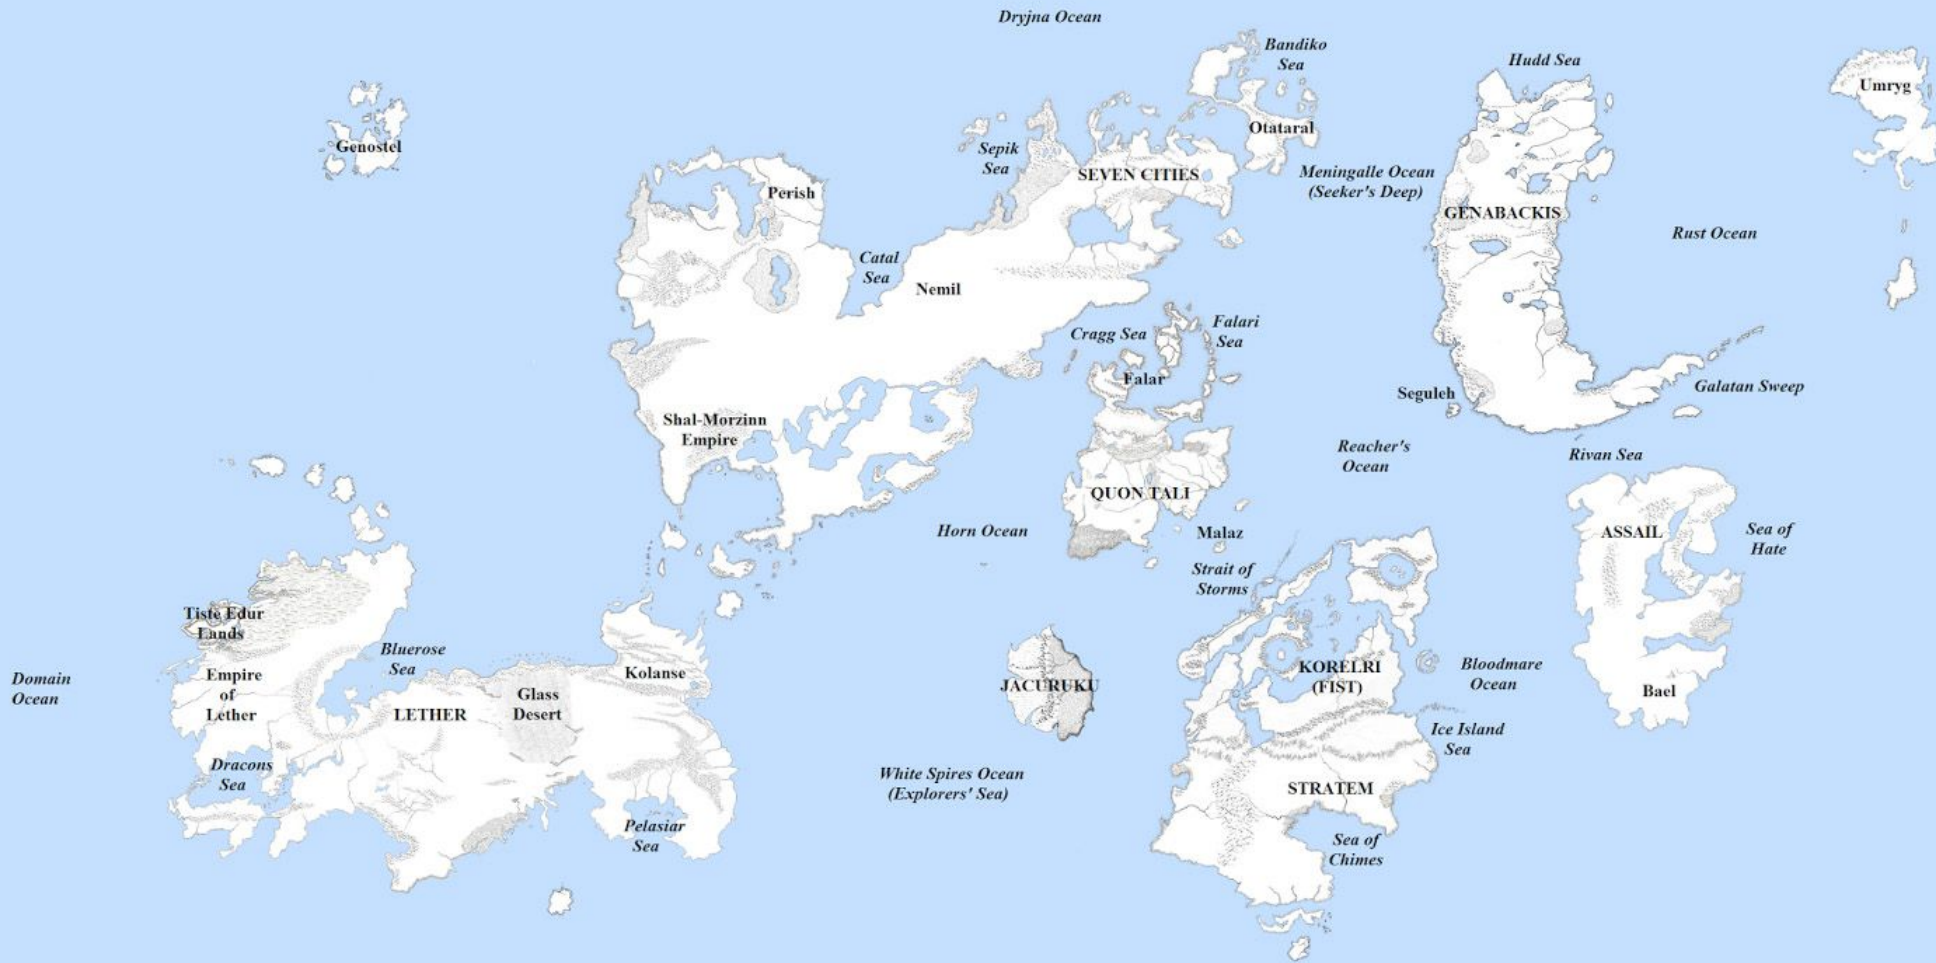 Dryjna Ocean
Bandiko
Sea
Hudd Sea
Umryg
Genostel
Otataral
Sepik
Sea
SEVEN CITIES
Meningalle Ocean
(Seeker's Deep)
Perish
GENABACKIS
Rust Ocean
Catal
Sea
Nemil
Cragg Sea
Falari
Sea
Falar
Seguleh
Galatan Sweep
Shal-Morzinn
Empire
Reacher's
Ocean
Rivan Sea
QUON TALI
Horn Ocean
Malaz
ASSAIL
Sea of
Hate
Strait of
Storms
Tiste Edur
Lands
Bluerose
Sea
Kolanse
Domain
Ocean
Empire
of
Lether
Glass
Desert
LETHER
JACURUKU
KORELRI
(FIST)
Bloodmare
Ocean
Bael
Ice Island
Sea
Dracons
Sea
White Spires Ocean
(Explorers' Sea)
STRATEM
Pelasiar
Sea
Sea of
Chimes